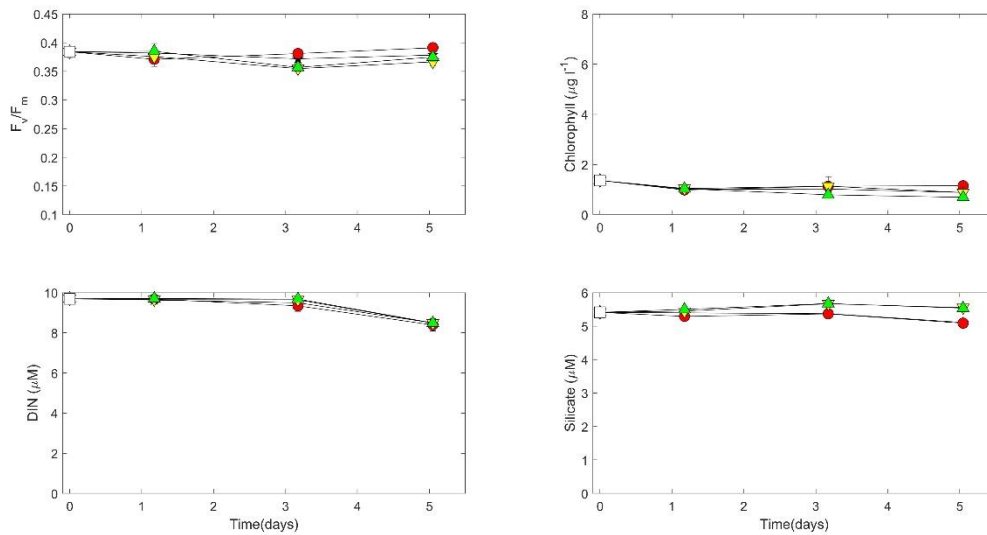 0.45
0.4
0.35
0.3
0.25
0.2
0.15
0.1
F_v/F_m
0 1 2 3 4 5
8
6
4
2
0
Chlorophyll (μg l⁻¹)
0 1 2 3 4 5
10
8
6
4
2
0
DIN (μM)
0 1 2 3 4 5
Time(days)
6
5
4
3
2
1
0
Silicate (μM)
0 1 2 3 4 5
Time(days)